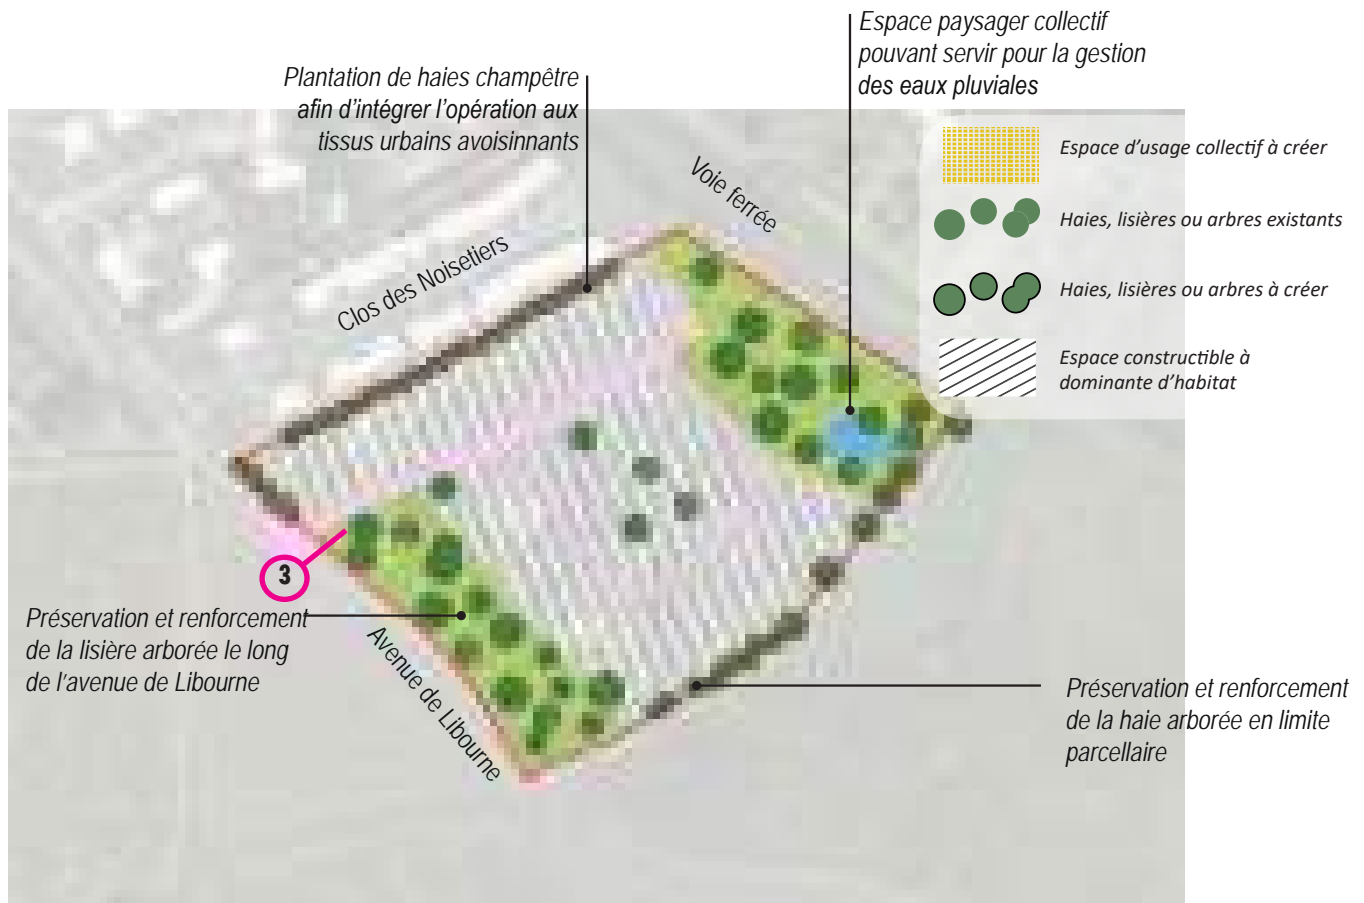 Espace paysager collectif
pouvant servir pour la gestion
des eaux pluviales
Plantation de haies champêtre
afin d’intégrer l’opération aux
tissus urbains avoisinnants
Espace d’usage collectif à créer
Haies, lisières ou arbres existants
Haies, lisières ou arbres à créer
Espace constructible à
dominante d’habitat
Voie ferrée
Clos des Noisetiers
3
Préservation et renforcement
de la lisière arborée le long
de l’avenue de Libourne
Avenue de Libourne
Préservation et renforcement
de la haie arborée en limite
parcellaire